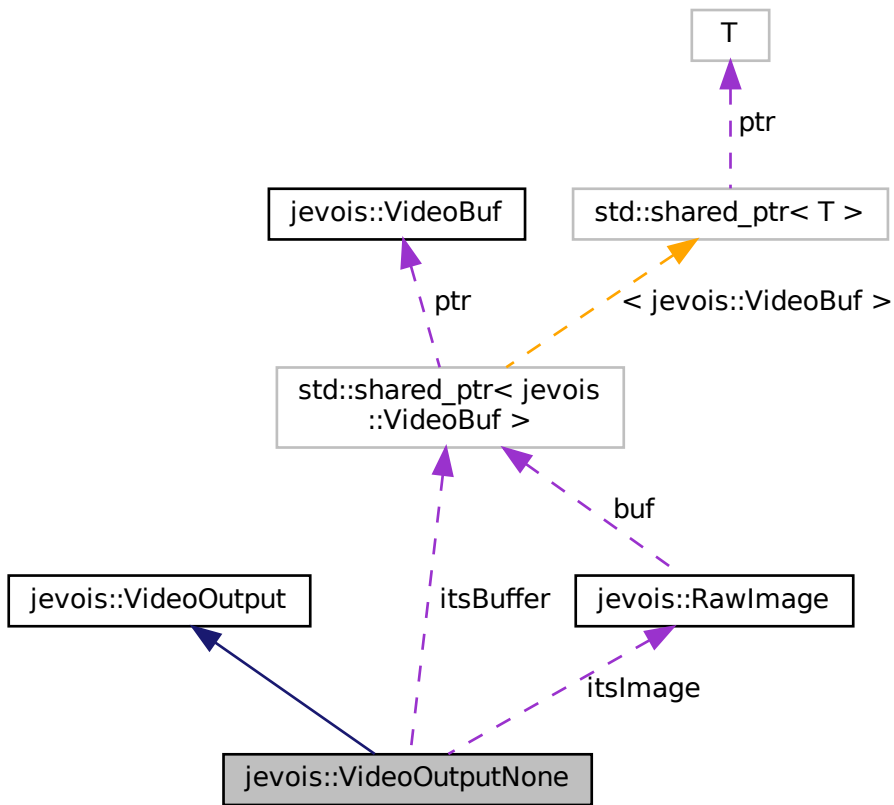 T
ptr
jevois::VideoBuf
std::shared_ptr< T >
ptr
< jevois::VideoBuf >
std::shared_ptr< jevois
::VideoBuf >
buf
jevois::VideoOutput
itsBuffer
jevois::RawImage
itsImage
jevois::VideoOutputNone